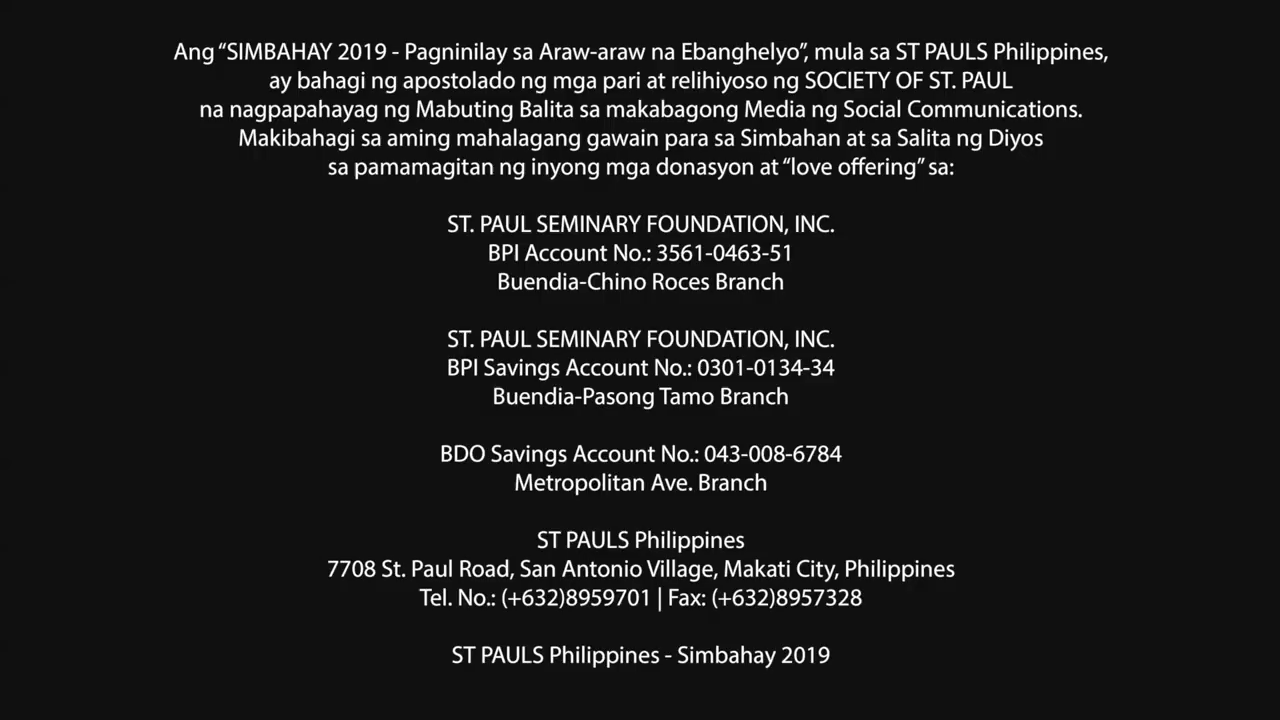 Ang “SIMBAHAY 2019 - Pagninilay sa Araw-araw na Ebanghelyo”, mula sa ST PAULS Philippines,
ay bahagi ng apostolado ng mga pari at relihiyoso ng SOCIETY OF ST. PAUL
na nagpapahayag ng Mabuting Balita sa makabagong Media ng Social Communications.
Makibahagi sa aming mahalagang gawain para sa Simbahan at sa Salita ng Diyos
sa pamamagitan ng inyong mga donasyon at “love offering” sa:
ST. PAUL SEMINARY FOUNDATION, INC.
BPI Account No.: 3561-0463-51
Buendia-Chino Roces Branch
ST. PAUL SEMINARY FOUNDATION, INC.
BPI Savings Account No.: 0301-0134-34
Buendia-Pasong Tamo Branch
BDO Savings Account No.: 043-008-6784
Metropolitan Ave. Branch
ST PAULS Philippines
7708 St. Paul Road, San Antonio Village, Makati City, Philippines
Tel. No.: (+632)8959701 | Fax: (+632)8957328
ST PAULS Philippines - Simbahay 2019